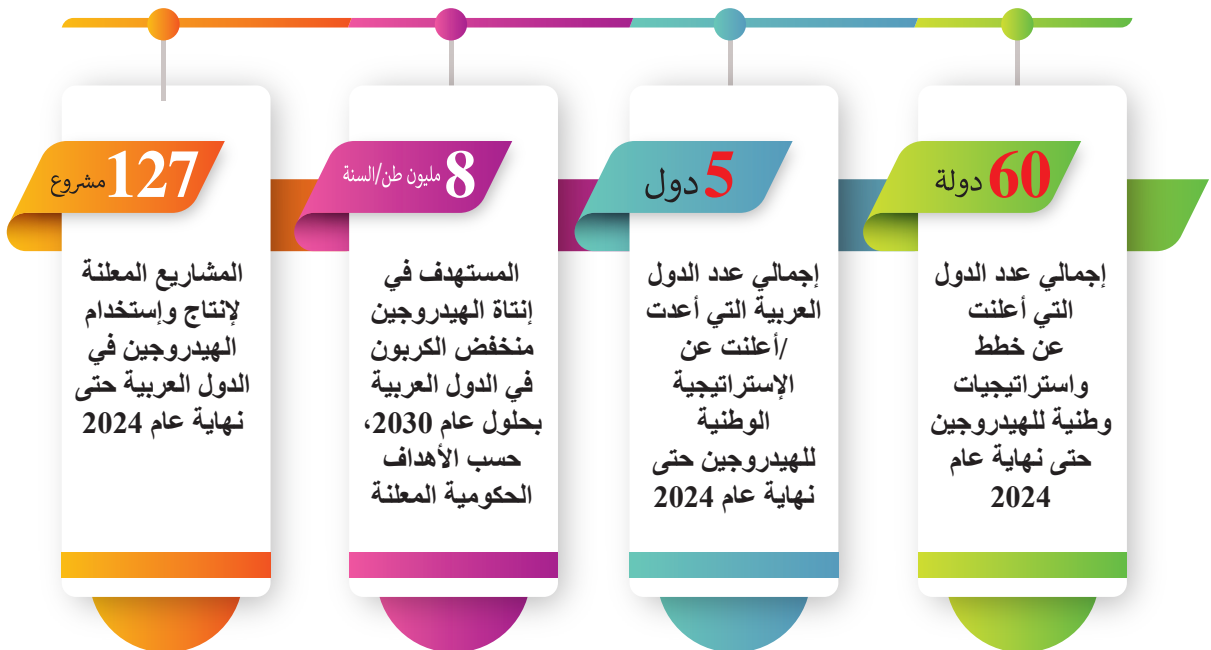 60 دولة
إجمالي عدد الدول
التي أعلنت
عن خطط
واستراتيجيات
وطنية للهيدروجين
حتى نهاية عام
2024
5 دول
إجمالي عدد الدول
العربية التي أعدت
/أعلنت عن
الإستراتيجية
الوطنية
للهيدروجين حتى
نهاية عام 2024
8 مليون طن/السنة
المستهدف في
إنتاة الهيدروجين
منخفض الكربون
في الدول العربية
بحلول عام 2030،
حسب الأهداف
الحكومية المعلنة
127 مشروع
المشاريع المعلنة
لإنتاج وإستخدام
الهيدروجين في
الدول العربية حتى
نهاية عام 2024